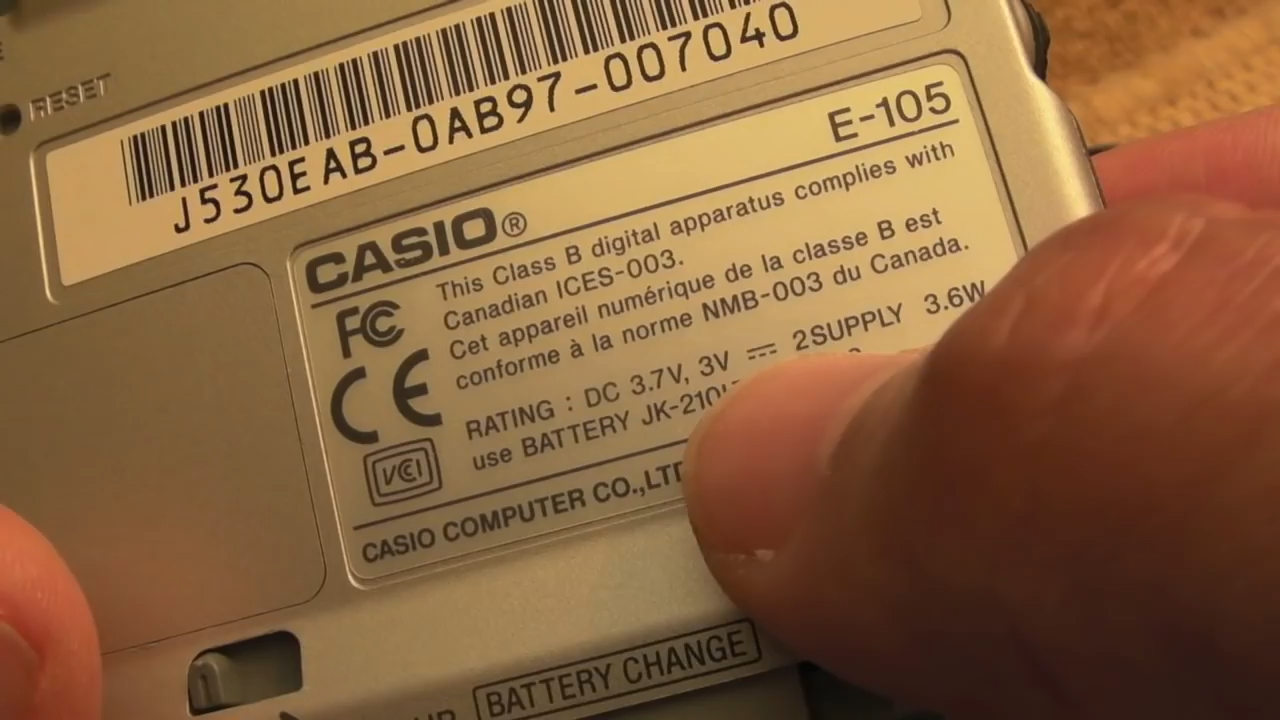 RESET
J530EAB-0AB97-007040
E-105
CASIO®
This Class B digital apparatus complies with
Canadian ICES-003.
Cet appareil numérique de la classe B est
conforme à la norme NMB-003 du Canada.
FC
CE
VCI
RATING : DC 3.7V, 3V ⎓ 2SUPPLY 3.6W
use BATTERY
CASIO COMPUTER CO.,LTD
BATTERY CHANGE